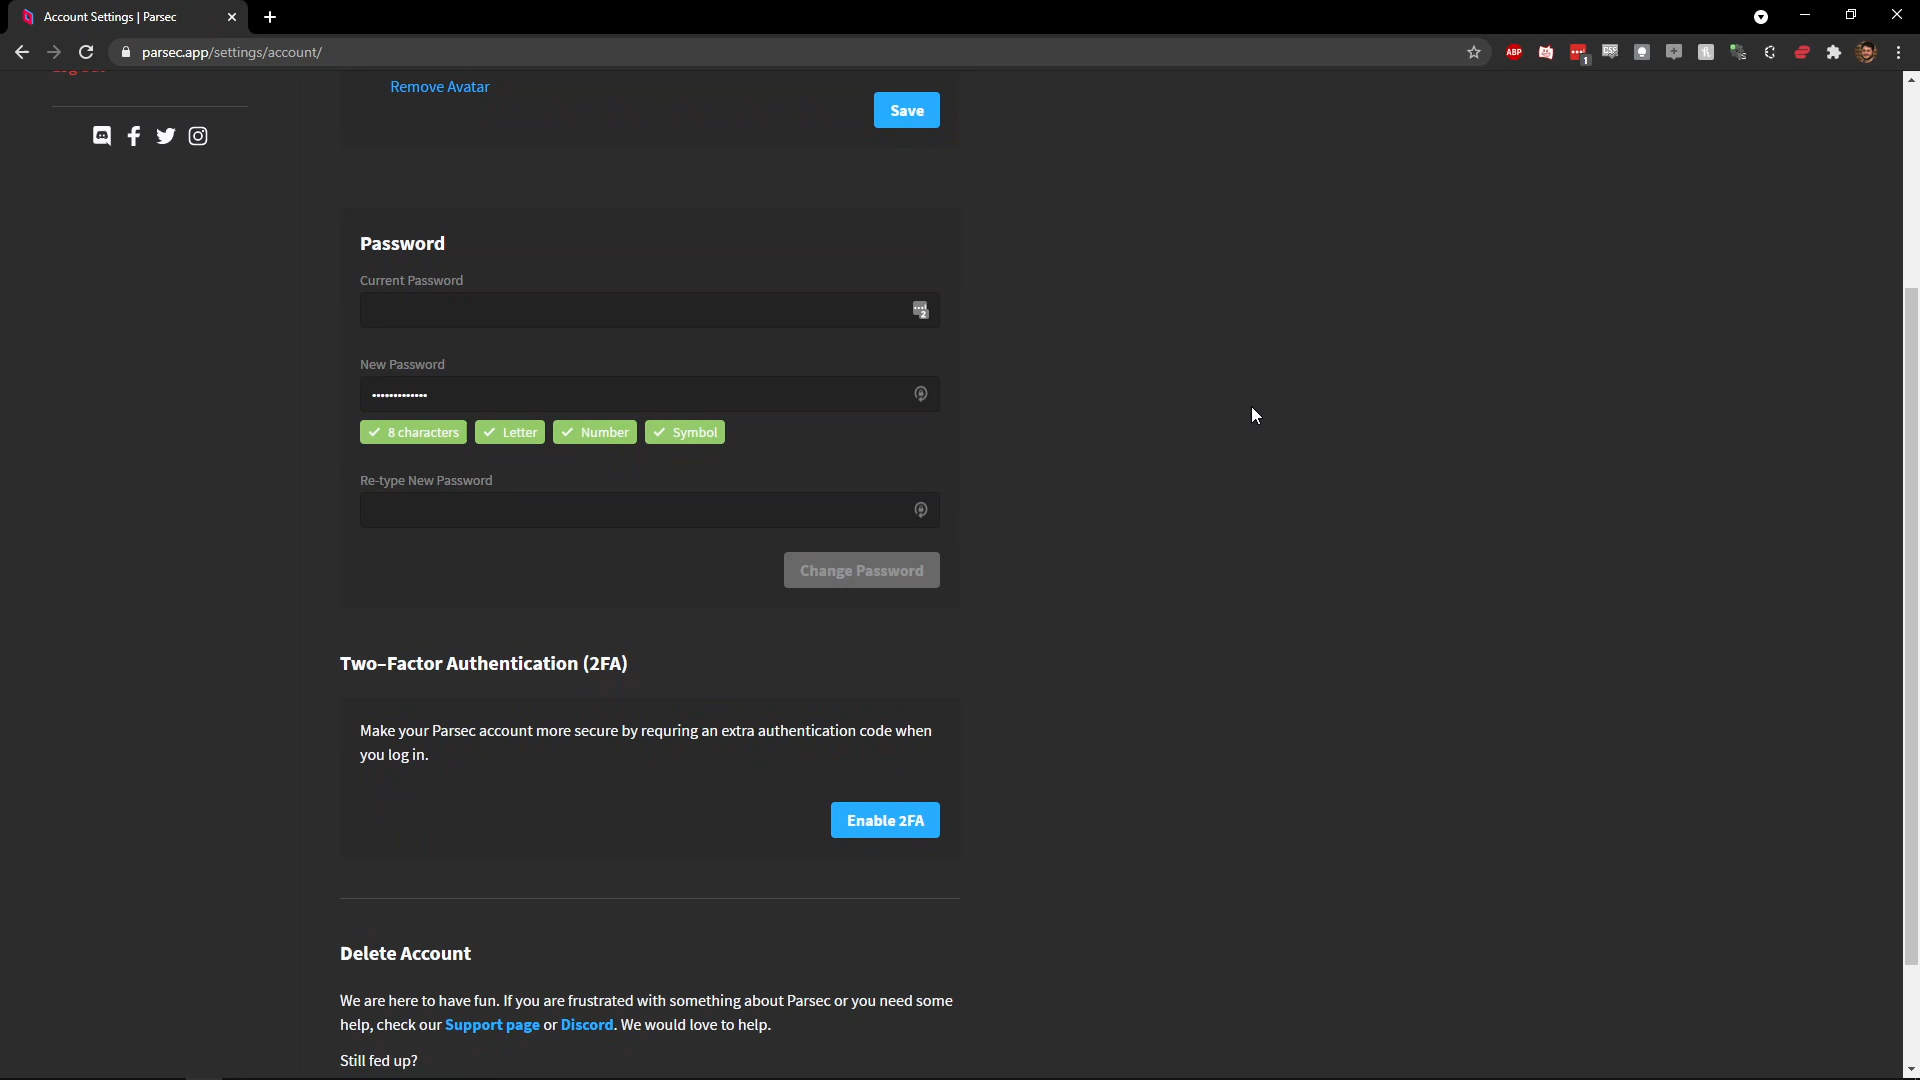 Account Settings | Parsec
parsec.app/settings/account/
ABP
1
CSP
Remove Avatar
Save
Password
Current Password
2
New Password
•••••••••••••
8 characters
Letter
Number
Symbol
Re-type New Password
Change Password
Two-Factor Authentication (2FA)
Make your Parsec account more secure by requring an extra authentication code when
you log in.
Enable 2FA
Delete Account
We are here to have fun. If you are frustrated with something about Parsec or you need some
help, check our Support page or Discord. We would love to help.
Still fed up?